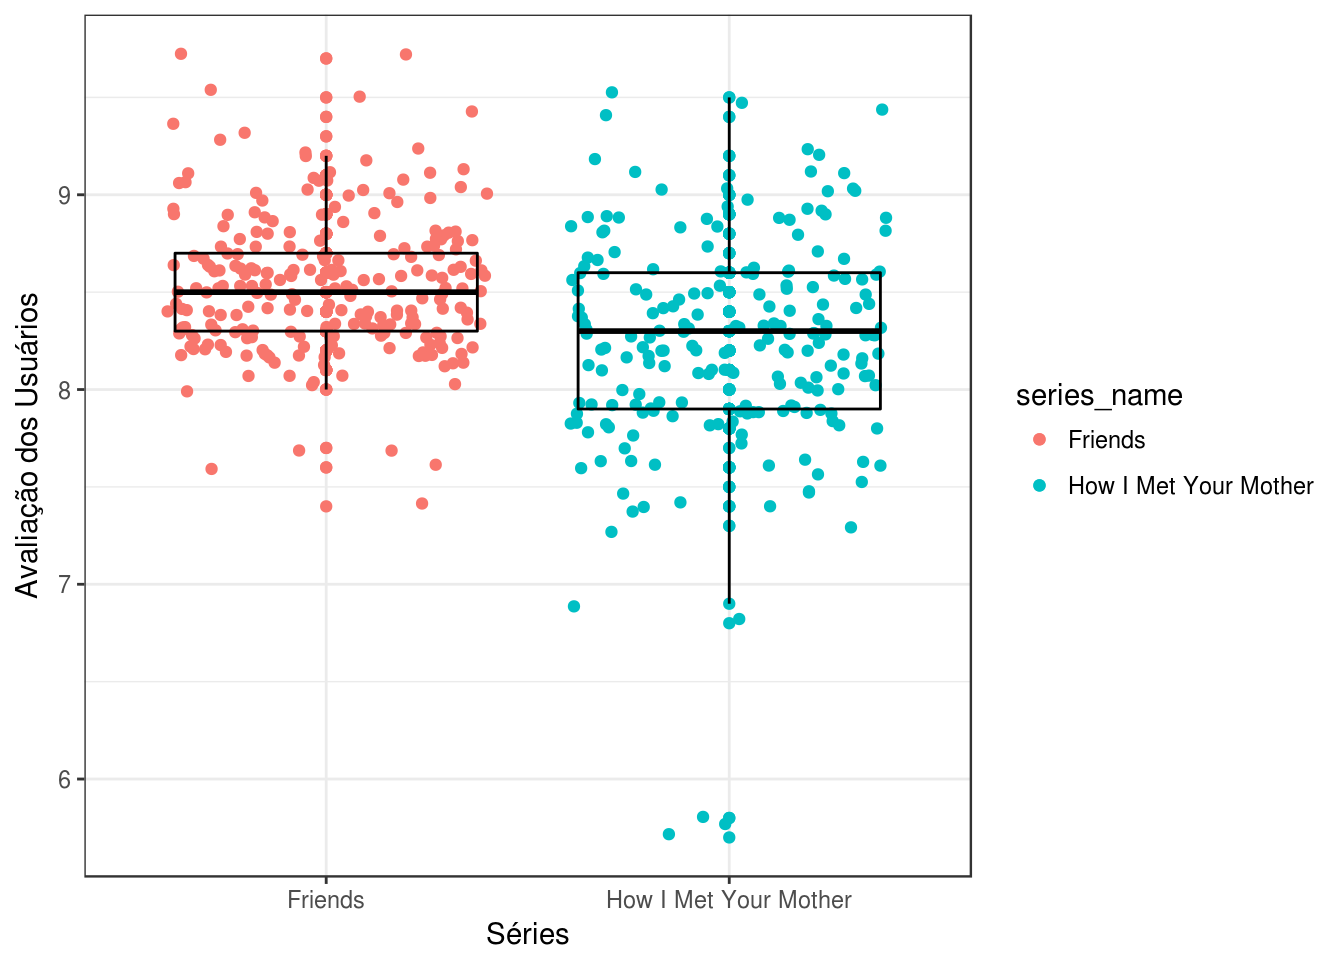 Avaliação dos Usuários
9
8
7
6
Friends
How I Met Your Mother
Séries
series_name
Friends
How I Met Your Mother